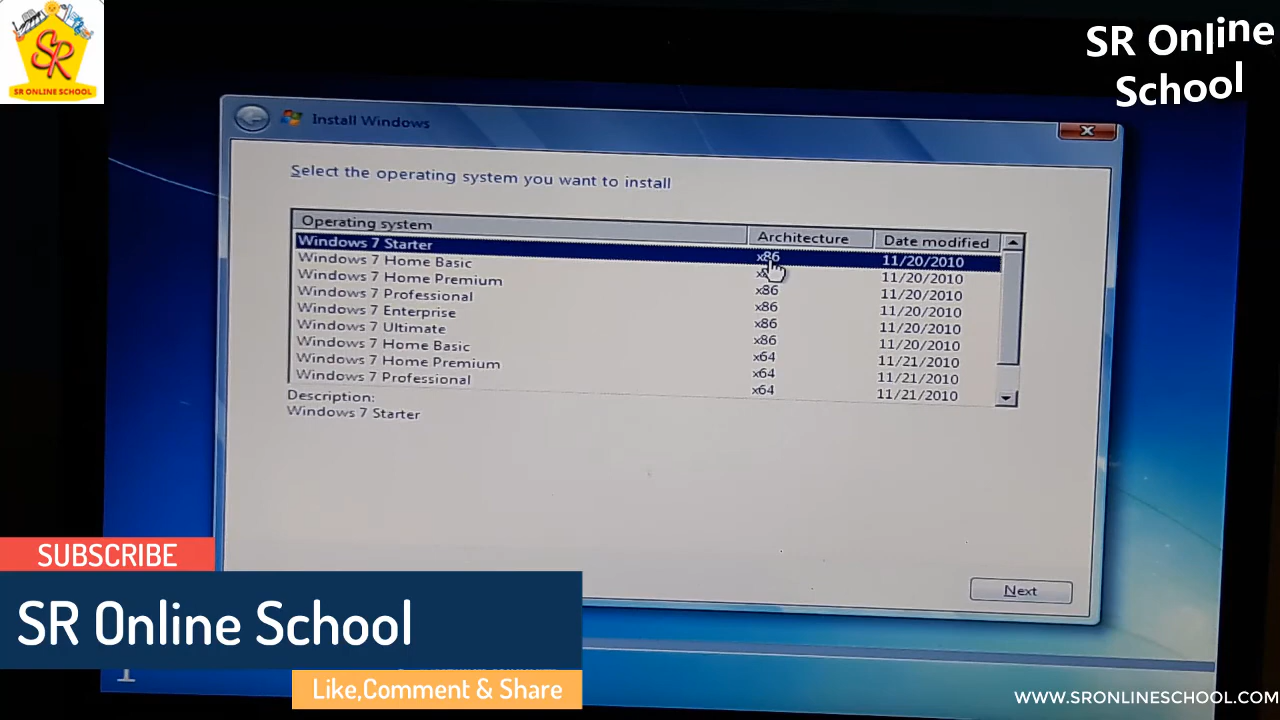 SR
SR ONLINE SCHOOL
SR Online
School
Install Windows
Select the operating system you want to install
Operating system Architecture Date modified
Windows 7 Starter x86 11/20/2010
Windows 7 Home Basic x86 11/20/2010
Windows 7 Home Premium x86 11/20/2010
Windows 7 Professional x86 11/20/2010
Windows 7 Enterprise x86 11/20/2010
Windows 7 Ultimate x86 11/20/2010
Windows 7 Home Basic x64 11/21/2010
Windows 7 Home Premium x64 11/21/2010
Windows 7 Professional x64 11/21/2010
Description:
Windows 7 Starter
Next
SUBSCRIBE
SR Online School
1
Like,Comment & Share
WWW.SRONLINESCHOOL.COM